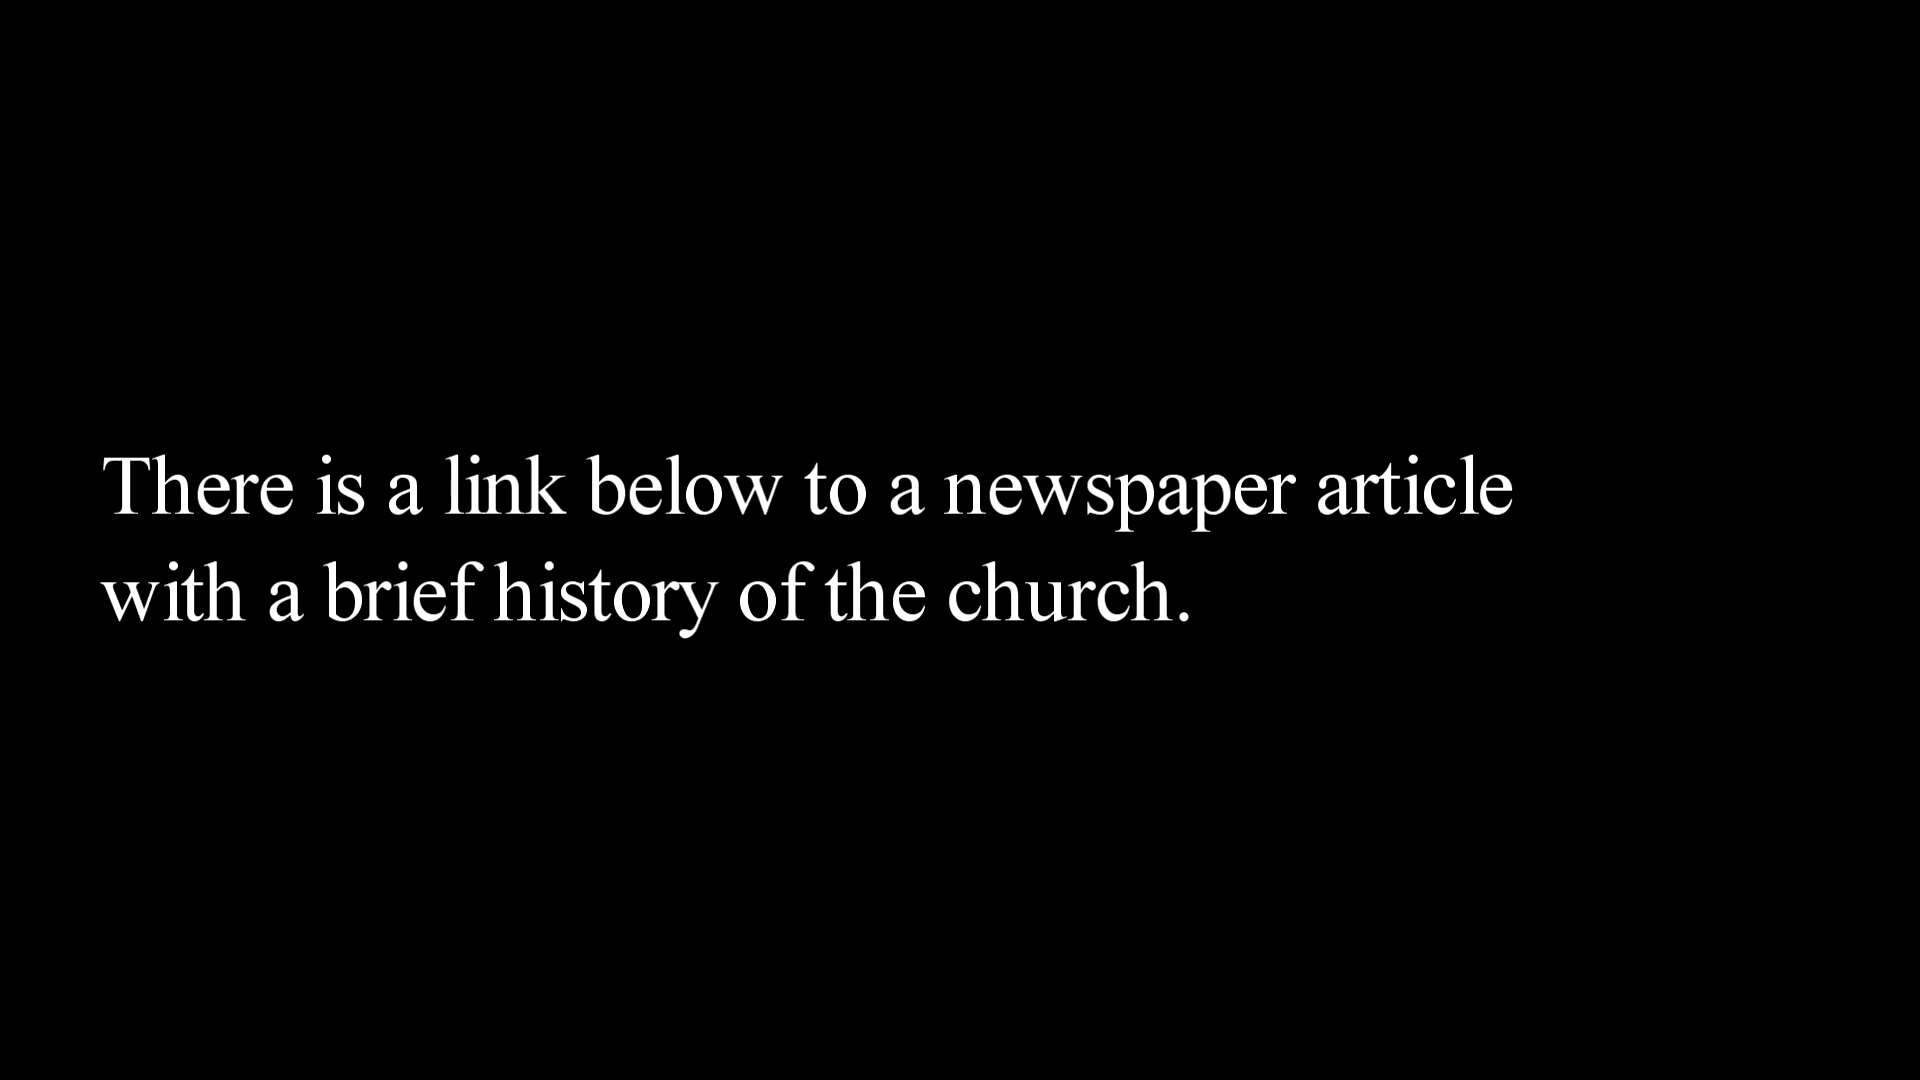 There is a link below to a newspaper article
with a brief history of the church.